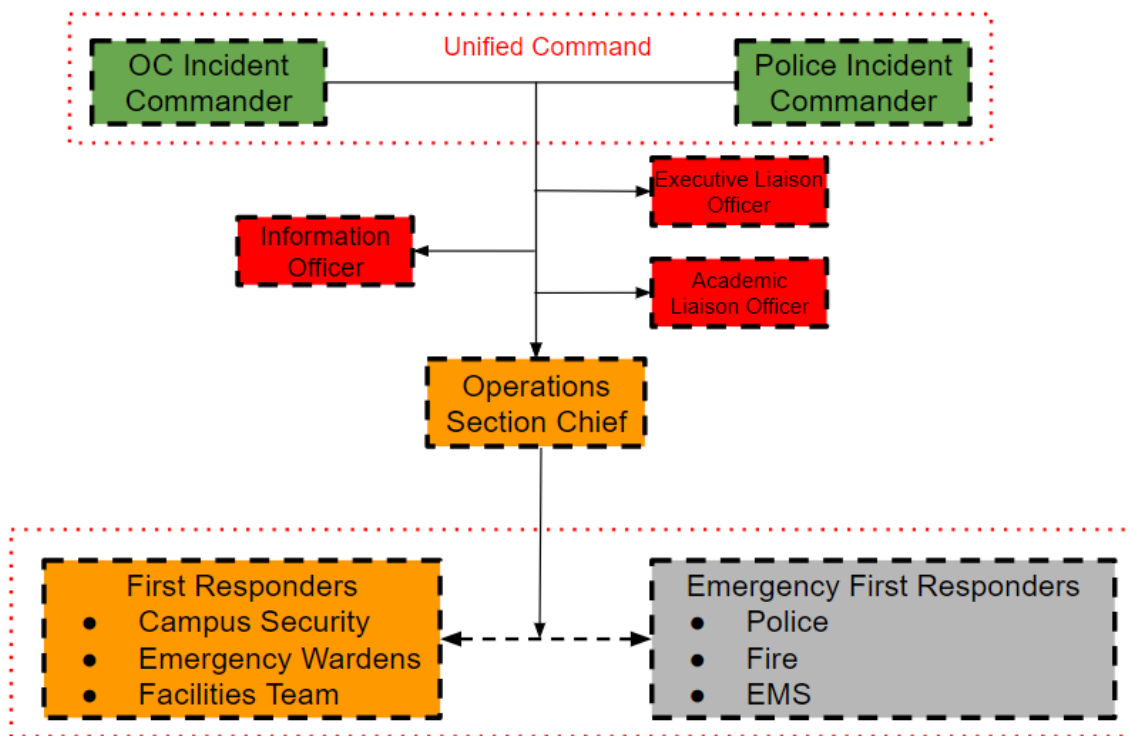 Unified Command
OC Incident
Commander
Police Incident
Commander
Executive Liaison
Officer
Information
Officer
Academic
Liaison Officer
Operations
Section Chief
First Responders
● Campus Security
● Emergency Wardens
● Facilities Team
Emergency First Responders
● Police
● Fire
● EMS